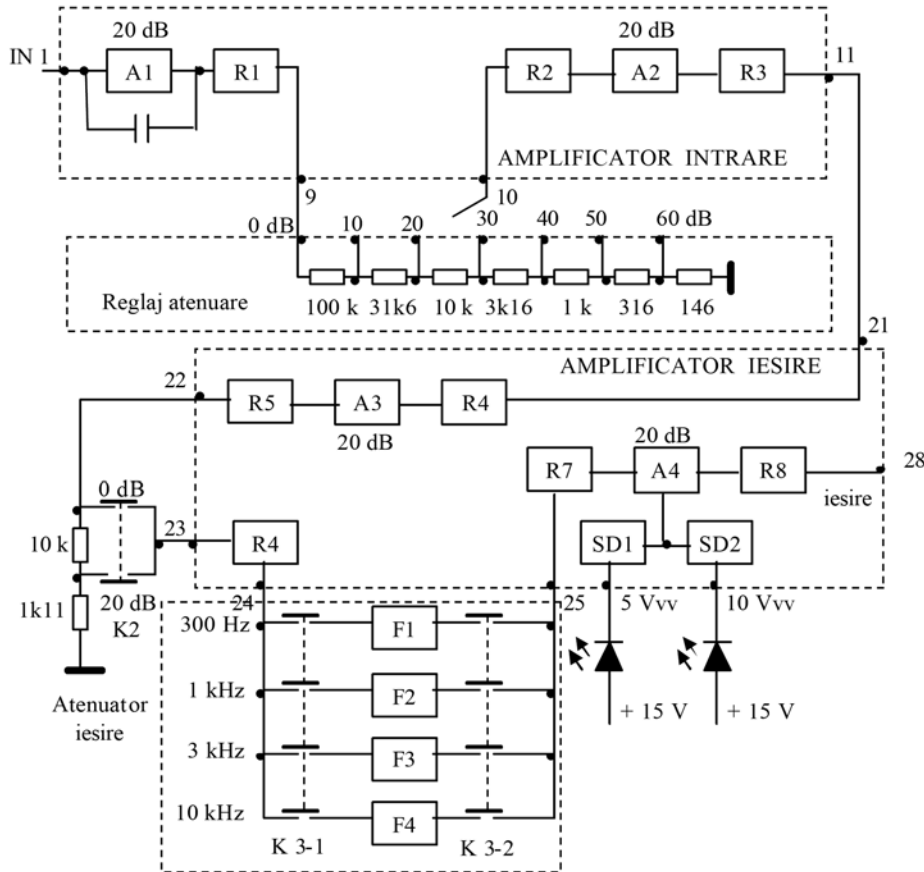 20 dB
20 dB
IN 1
A1
R1
R2
A2
R3
11
AMPLIFICATOR INTRARE
9
10
0 dB
10
20
30
40
50
60 dB
Reglaj atenuare
100 k
31k6
10 k
3k16
1 k
316
146
21
AMPLIFICATOR IESIRE
22
R5
A3
R4
20 dB
20 dB
28
R7
A4
R8
iesire
0 dB
23
10 k
R4
SD1
SD2
20 dB
K2
1k11
24
25
5 Vvv
10 Vvv
300 Hz
F1
Atenuator
iesire
1 kHz
F2
+ 15 V
+ 15 V
3 kHz
F3
10 kHz
F4
K 3-1
K 3-2